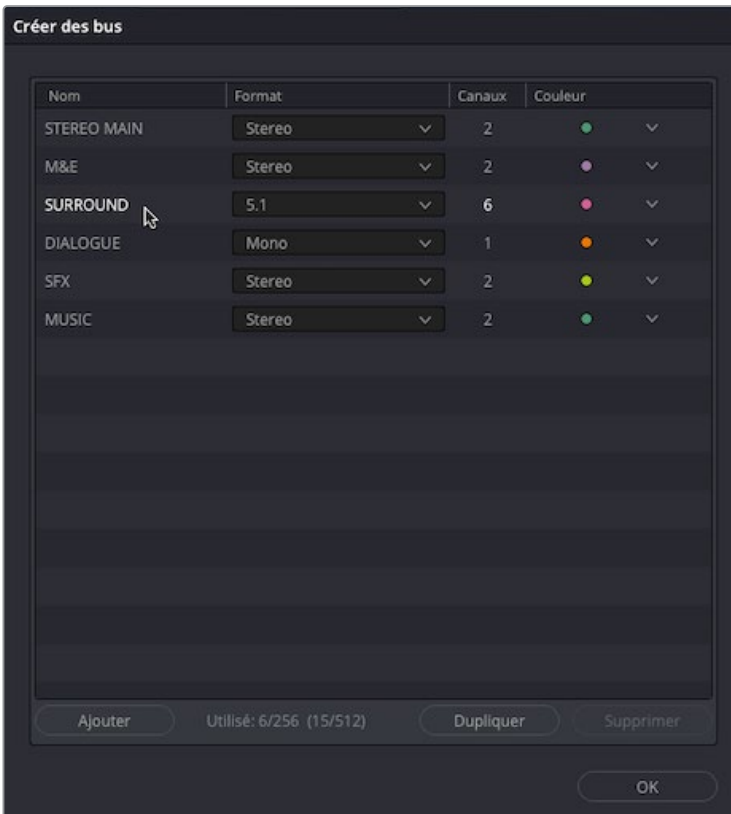 Créer des bus
Nom Format Canaux Couleur
STEREO MAIN Stereo 2
M&E Stereo 2
SURROUND 5.1 6
DIALOGUE Mono 1
SFX Stereo 2
MUSIC Stereo 2
Ajouter Utilisé: 6/256 (15/512) Dupliquer Supprimer
OK